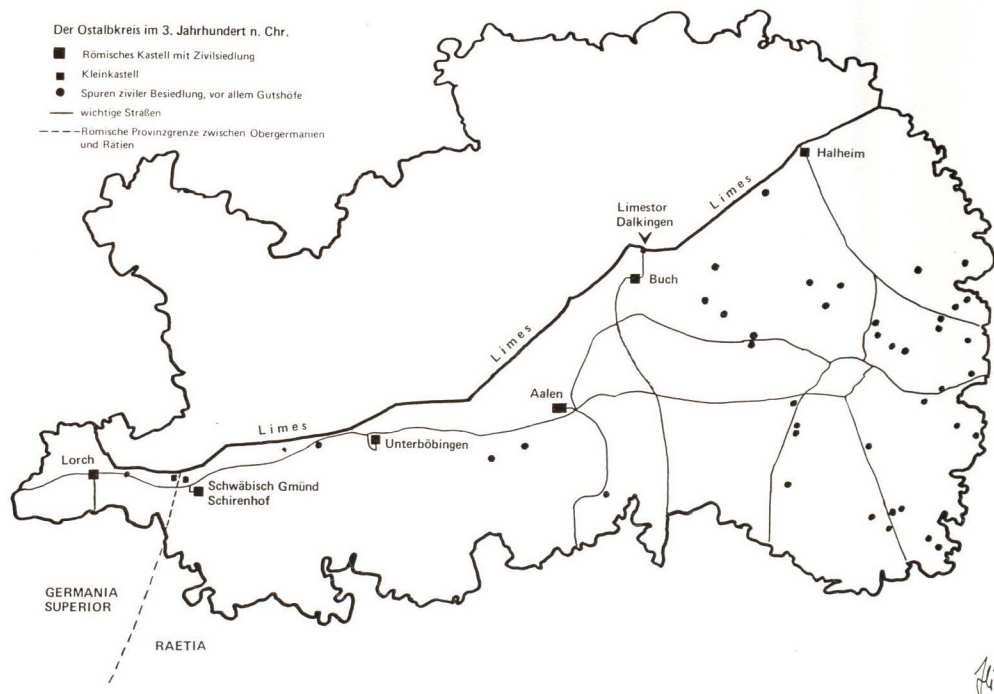 Der Ostalbkreis im 3. Jahrhundert n. Chr.
Römisches Kastell mit Zivilsiedlung
Kleinkastell
Spuren ziviler Besiedlung, vor allem Gutshöfe
wichtige Straßen
Römische Provinzgrenze zwischen Obergermanien
und Rätien
Halheim
Limes
Limestor
Dalkingen
Buch
Limes
Aalen
Limes
Unterböbingen
Lorch
Schwäbisch Gmünd
Schirenhof
GERMANIA
SUPERIOR
RAETIA